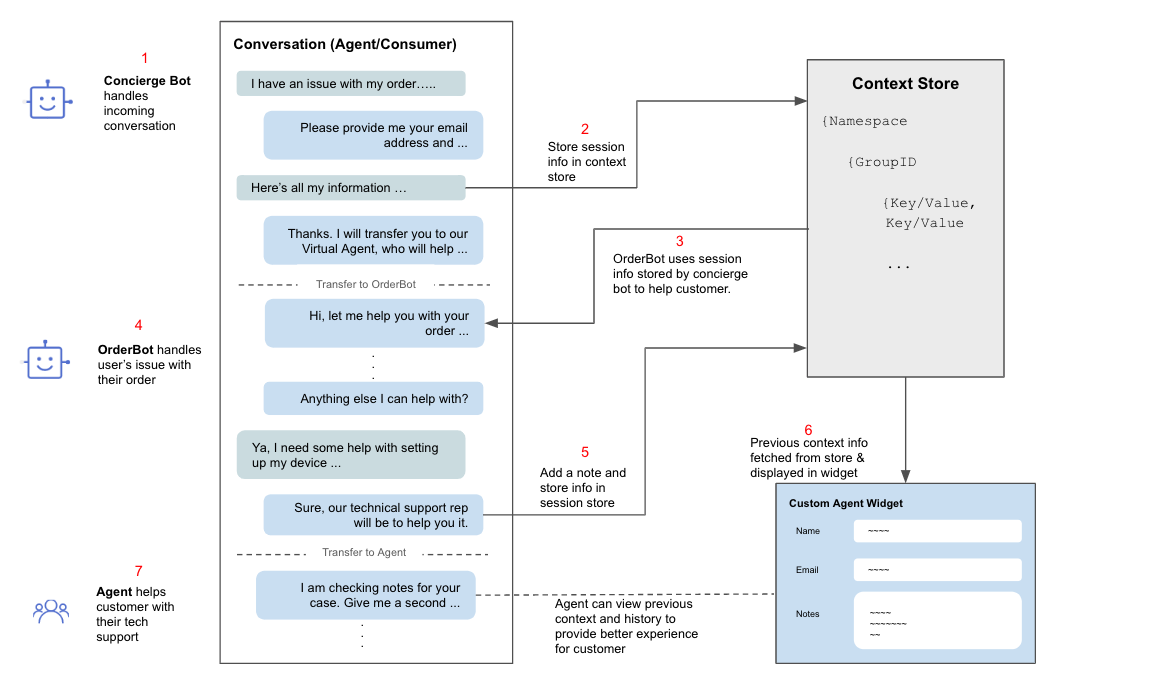 Conversation (Agent/Consumer)
1
Concierge Bot
handles
incoming
conversation
I have an issue with my order…..
Please provide me your email
address and ...
Here's all my information …
Thanks. I will transfer you to our
Virtual Agent, who will help ...
Transfer to OrderBot
4
OrderBot handles
user's issue with
their order
Hi, let me help you with your
order ...
.
.
.
Anything else I can help with?
Ya, I need some help with setting
up my device ...
Sure, our technical support rep
will be to help you it.
Transfer to Agent
7
Agent helps
customer with
their tech
support
I am checking notes for your
case. Give me a second ...
.
.
.
2
Store session
info in context
store
3
OrderBot uses session
info stored by concierge
bot to help customer.
5
Add a note and
store info in
session store
Agent can view previous
context and history to
provide better experience
for customer
Context Store
{Namespace
{GroupID
{Key/Value,
Key/Value
...
6
Previous context info
fetched from store &
displayed in widget
Custom Agent Widget
Name
~~~~
Email
~~~~
Notes
~~~~
~~~~~~~
~~